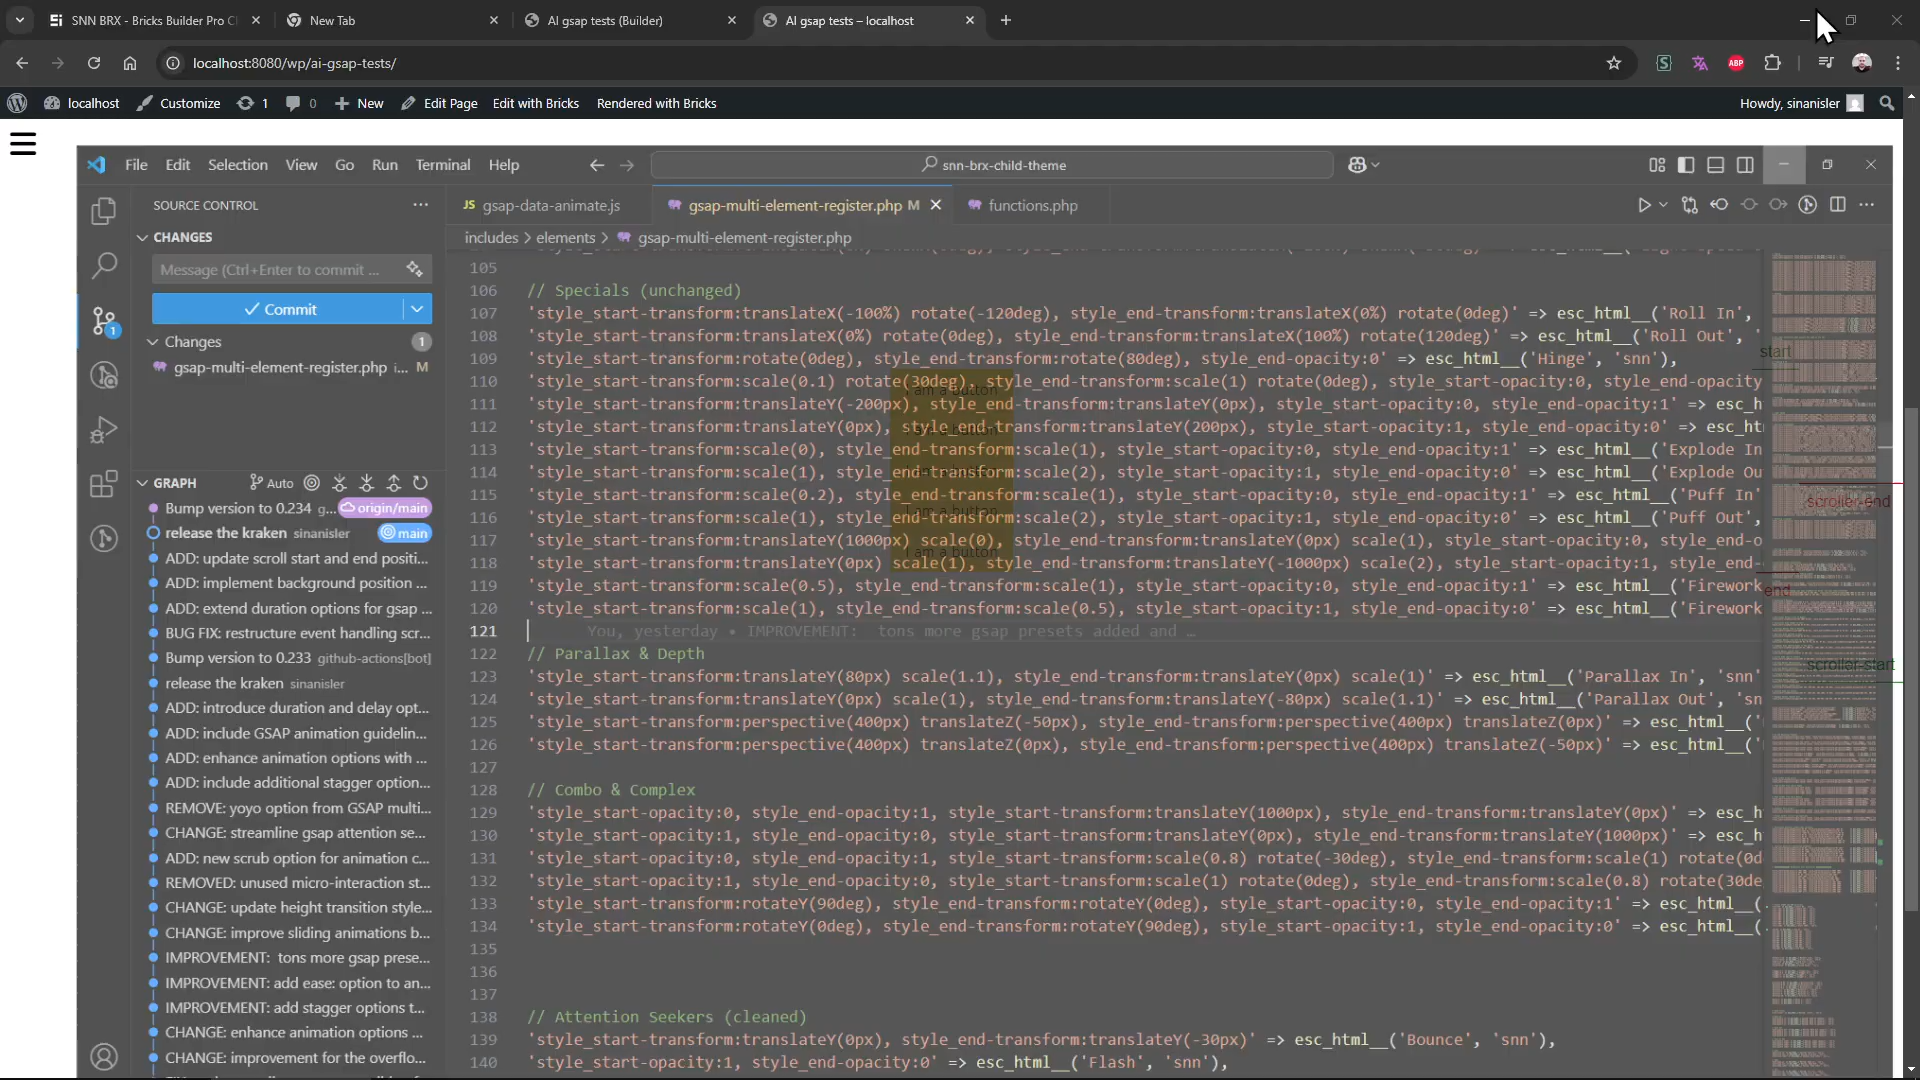 SNN BRX - Bricks Builder Pro C
New Tab
AI gsap tests (Builder)
AI gsap tests – localhost
localhost:8080/wp/ai-gsap-tests/
ABP
localhost
Customize
1
0
New
Edit Page
Edit with Bricks
Rendered with Bricks
Howdy, sinanisler
File Edit Selection View Go Run Terminal Help
snn-brx-child-theme
SOURCE CONTROL
JS gsap-data-animate.js
gsap-multi-element-register.php M
functions.php
includes > elements > gsap-multi-element-register.php
CHANGES
Message (Ctrl+Enter to commit ...
Commit
1
Changes 1
gsap-multi-element-register.php i... M
GRAPH
Auto
Bump version to 0.234 g... origin/main
release the kraken sinanisler main
ADD: update scroll start and end positi...
ADD: implement background position ...
ADD: extend duration options for gsap ...
BUG FIX: restructure event handling scr...
Bump version to 0.233 github-actions[bot]
release the kraken sinanisler
ADD: introduce duration and delay opt...
ADD: include GSAP animation guidelin...
ADD: enhance animation options with ...
ADD: include additional stagger option...
REMOVE: yoyo option from GSAP multi...
CHANGE: streamline gsap attention se...
ADD: new scrub option for animation c...
REMOVED: unused micro-interaction st...
CHANGE: update height transition style...
CHANGE: improve sliding animations b...
IMPROVEMENT: tons more gsap prese...
IMPROVEMENT: add ease: option to an...
IMPROVEMENT: add stagger options t...
CHANGE: enhance animation options ...
CHANGE: improvement for the overflo...
105
106 // Specials (unchanged)
107 'style_start-transform:translateX(-100%) rotate(-120deg), style_end-transform:translateX(0%) rotate(0deg)' => esc_html__('Roll In',
108 'style_start-transform:translateX(0%) rotate(0deg), style_end-transform:translateX(100%) rotate(120deg)' => esc_html__('Roll Out', '
109 'style_start-transform:rotate(0deg), style_end-transform:rotate(80deg), style_end-opacity:0' => esc_html__('Hinge', 'snn'),
110 'style_start-transform:scale(0.1) rotate(30deg), style_end-transform:scale(1) rotate(0deg), style_start-opacity:0, style_end-opacity
111 'style_start-transform:translateY(-200px), style_end-transform:translateY(0px), style_start-opacity:0, style_end-opacity:1' => esc_h
112 'style_start-transform:translateY(0px), style_end-transform:translateY(200px), style_start-opacity:1, style_end-opacity:0' => esc_ht
113 'style_start-transform:scale(0), style_end-transform:scale(1), style_start-opacity:0, style_end-opacity:1' => esc_html__('Explode In
114 'style_start-transform:scale(1), style_end-transform:scale(2), style_start-opacity:1, style_end-opacity:0' => esc_html__('Explode Ou
115 'style_start-transform:scale(0.2), style_end-transform:scale(1), style_start-opacity:0, style_end-opacity:1' => esc_html__('Puff In'
116 'style_start-transform:scale(1), style_end-transform:scale(2), style_start-opacity:1, style_end-opacity:0' => esc_html__('Puff Out',
117 'style_start-transform:translateY(1000px) scale(0), style_end-transform:translateY(0px) scale(1), style_start-opacity:0, style_end-o
118 'style_start-transform:translateY(0px) scale(1), style_end-transform:translateY(-1000px) scale(2), style_start-opacity:1, style_end-
119 'style_start-transform:scale(0.5), style_end-transform:scale(1), style_start-opacity:0, style_end-opacity:1' => esc_html__('Firework
120 'style_start-transform:scale(1), style_end-transform:scale(0.5), style_start-opacity:1, style_end-opacity:0' => esc_html__('Firework
121 You, yesterday • IMPROVEMENT: tons more gsap presets added and …
122 // Parallax & Depth
123 'style_start-transform:translateY(80px) scale(1.1), style_end-transform:translateY(0px) scale(1)' => esc_html__('Parallax In', 'snn'
124 'style_start-transform:translateY(0px) scale(1), style_end-transform:translateY(-80px) scale(1.1)' => esc_html__('Parallax Out', 'sn
125 'style_start-transform:perspective(400px) translateZ(-50px), style_end-transform:perspective(400px) translateZ(0px)' => esc_html__('
126 'style_start-transform:perspective(400px) translateZ(0px), style_end-transform:perspective(400px) translateZ(-50px)' => esc_html__('
127
128 // Combo & Complex
129 'style_start-opacity:0, style_end-opacity:1, style_start-transform:translateY(1000px), style_end-transform:translateY(0px)' => esc_h
130 'style_start-opacity:1, style_end-opacity:0, style_start-transform:translateY(0px), style_end-transform:translateY(1000px)' => esc_h
131 'style_start-opacity:0, style_end-opacity:1, style_start-transform:scale(0.8) rotate(-30deg), style_end-transform:scale(1) rotate(0d
132 'style_start-opacity:1, style_end-opacity:0, style_start-transform:scale(1) rotate(0deg), style_end-transform:scale(0.8) rotate(30de
133 'style_start-transform:rotateY(90deg), style_end-transform:rotateY(0deg), style_start-opacity:0, style_end-opacity:1' => esc_html__(
134 'style_start-transform:rotateY(0deg), style_end-transform:rotateY(90deg), style_start-opacity:1, style_end-opacity:0' => esc_html__(
135
136
137
138 // Attention Seekers (cleaned)
139 'style_start-transform:translateY(0px), style_end-transform:translateY(-30px)' => esc_html__('Bounce', 'snn'),
140 'style_start-opacity:1, style_end-opacity:0' => esc_html__('Flash', 'snn'),
I am a button
I am a button
I am a button
I am a button
I am a button
start
scroller-end
end
scroller-start